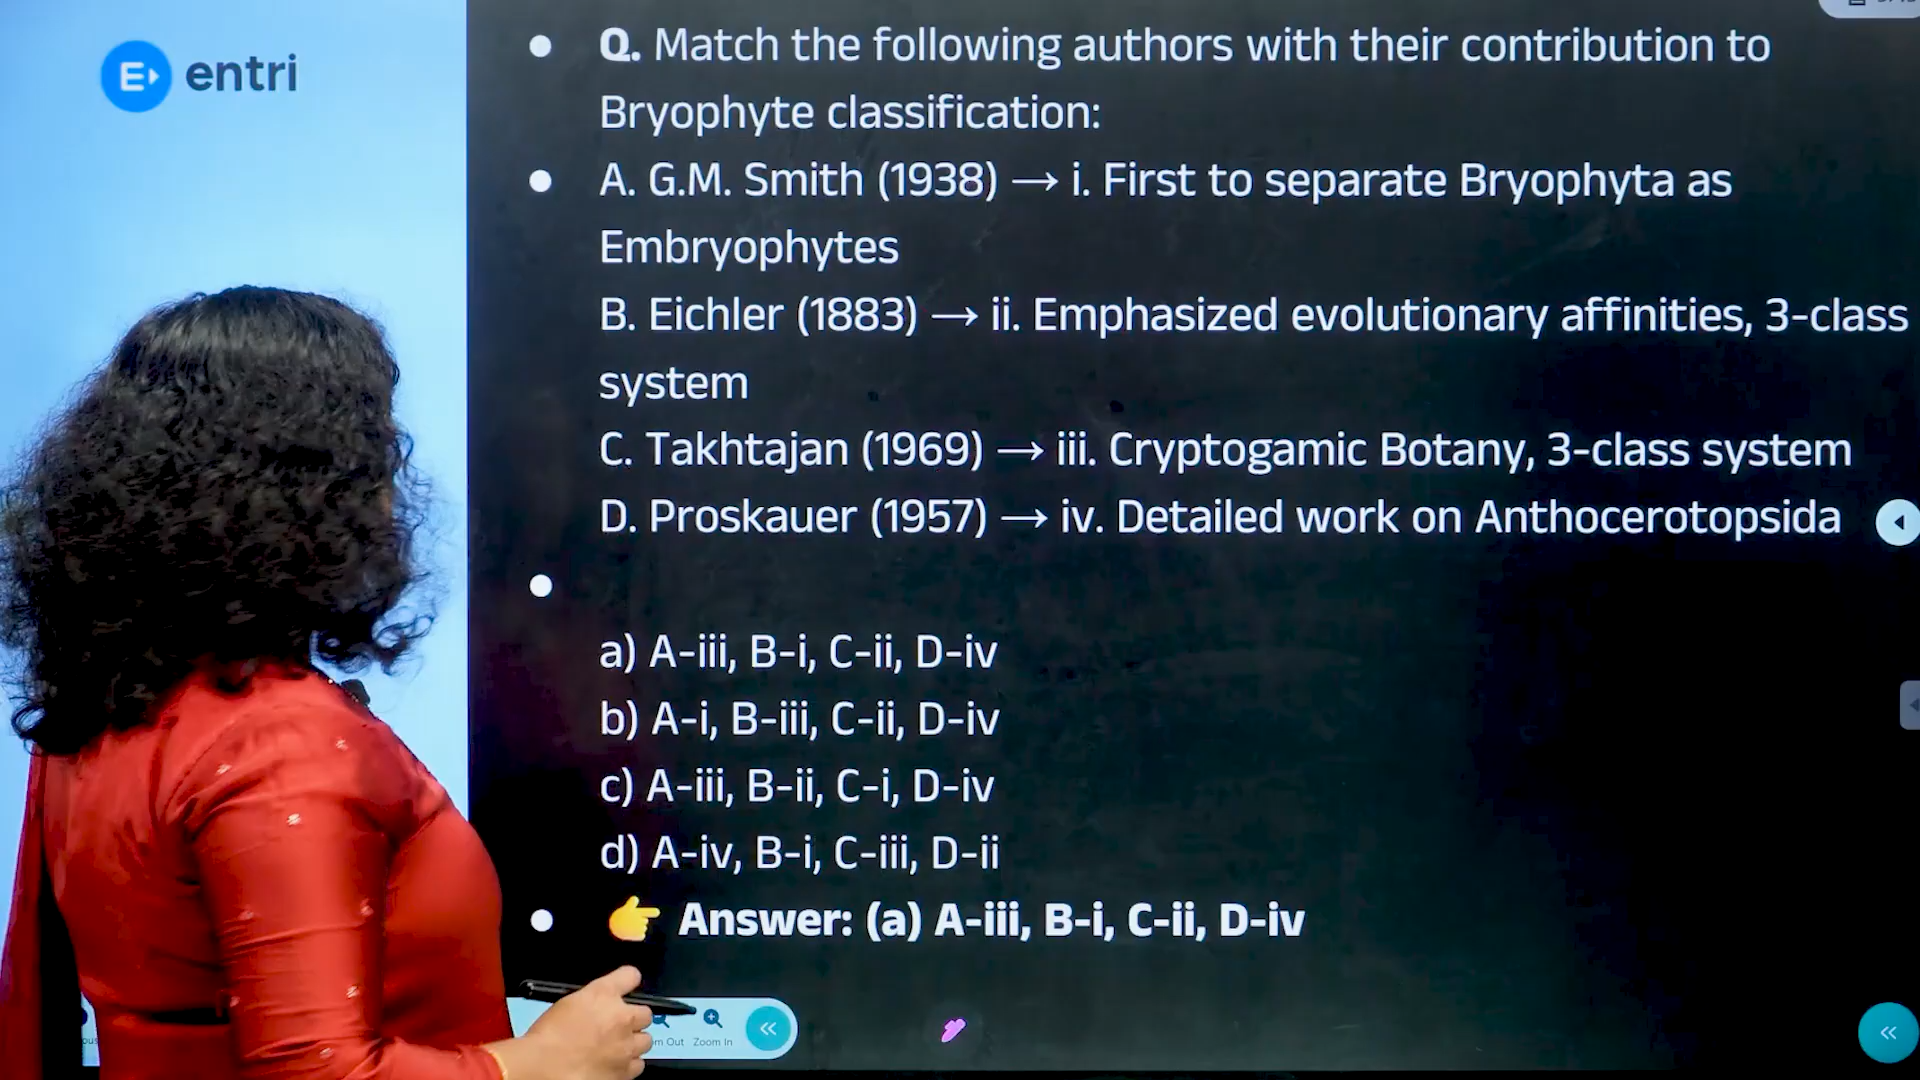 E
entri
Q. Match the following authors with their contribution to
Bryophyte classification:
A. G.M. Smith (1938) → i. First to separate Bryophyta as
Embryophytes
B. Eichler (1883) → ii. Emphasized evolutionary affinities, 3-class
system
C. Takhtajan (1969) → iii. Cryptogamic Botany, 3-class system
D. Proskauer (1957) → iv. Detailed work on Anthocerotopsida
a) A-iii, B-i, C-ii, D-iv
b) A-i, B-iii, C-ii, D-iv
c) A-iii, B-ii, C-i, D-iv
d) A-iv, B-i, C-iii, D-ii
Answer: (a) A-iii, B-i, C-ii, D-iv
Out Zoom In